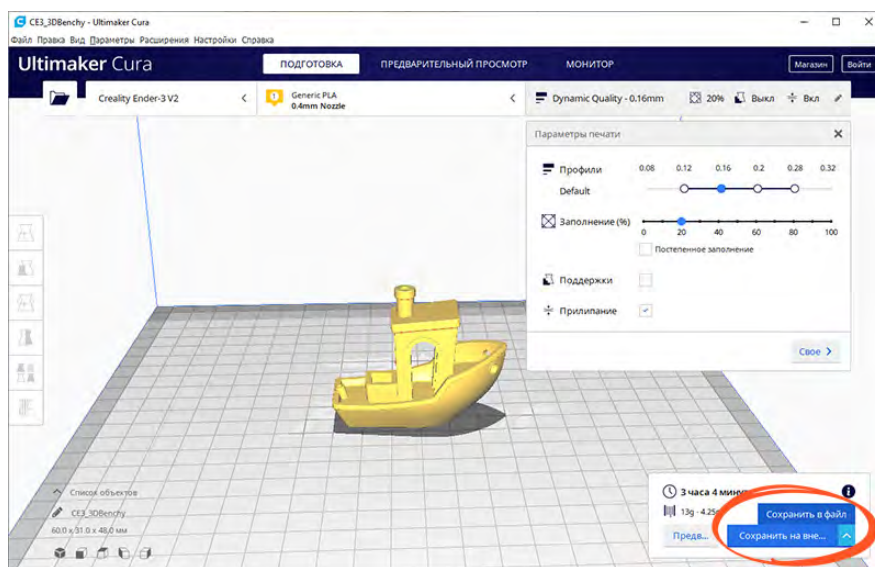 CE3_3DBenchy - Ultimaker Cura
Файл Правка Вид Параметры Расширения Настройки Справка
Ultimaker Cura
ПОДГОТОВКА
ПРЕДВАРИТЕЛЬНЫЙ ПРОСМОТР
МОНИТОР
Магазин
Войти
Creality Ender-3 V2
1
Generic PLA
0.4mm Nozzle
Dynamic Quality - 0.16mm
20%
Выкл
Вкл
Параметры печати
Профили
0.08 0.12 0.16 0.2 0.28 0.32
Default
Заполнение (%)
0 20 40 60 80 100
Постепенное заполнение
Поддержки
Прилипание
Свое
Список объектов
CE3_3DBenchy
60,0 x 31,0 x 48,0 мм
3 часа 4
13g - 4.25
Сохранить в файл
Предв...
Сохранить на вне...